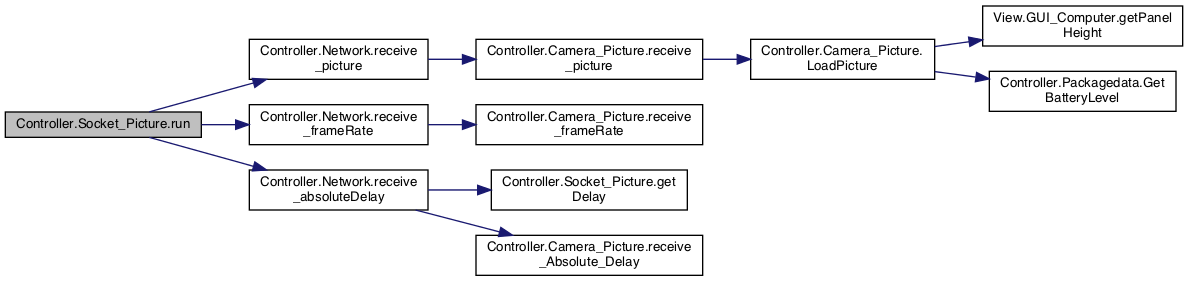 View.GUI_Computer.getPanel
Height
Controller.Network.receive
_picture
Controller.Camera_Picture.receive
_picture
Controller.Camera_Picture.
LoadPicture
Controller.Packagedata.Get
BatteryLevel
Controller.Socket_Picture.run
Controller.Network.receive
_frameRate
Controller.Camera_Picture.receive
_frameRate
Controller.Network.receive
_absoluteDelay
Controller.Socket_Picture.get
Delay
Controller.Camera_Picture.receive
_Absolute_Delay